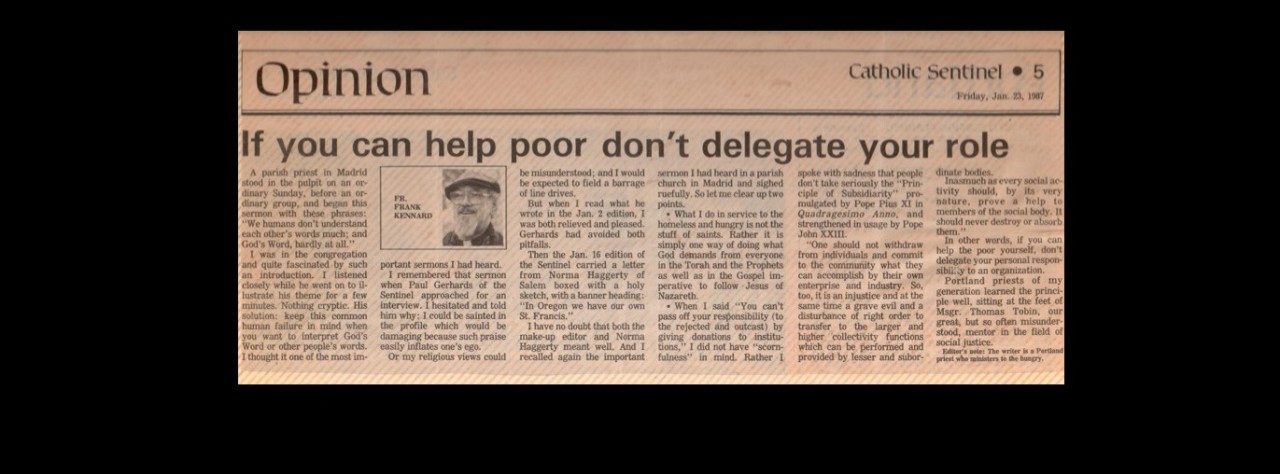 Opinion
Catholic Sentinel • 5
Friday, Jan. 23, 1987
If you can help poor don't delegate your role
A parish priest in Madrid
stood in the pulpit on an or-
dinary Sunday, before an or-
dinary group, and began this
sermon with these phrases:
"We humans don't understand
each other's words much; and
God's Word, hardly at all."
I was in the congregation
and quite fascinated by such
an introduction. I listened
closely while he went on to il-
lustrate his theme for a few
minutes. Nothing cryptic. His
solution: keep this common
human failure in mind when
you want to interpret God's
Word or other people's words.
I thought it one of the most im-
FR.
FRANK
KENNARD
portant sermons I had heard.
I remembered that sermon
when Paul Gerhards of the
Sentinel approached for an
interview. I hesitated and told
him why: I could be sainted in
the profile which would be
damaging because such praise
easily inflates one's ego.
Or my religious views could
be misunderstood; and I would
be expected to field a barrage
of line drives.
But when I read what he
wrote in the Jan. 2 edition, I
was both relieved and pleased.
Gerhards had avoided both
pitfalls.
Then the Jan. 16 edition of
the Sentinel carried a letter
from Norma Haggerty of
Salem boxed with a holy
sketch, with a banner heading:
"In Oregon we have our own
St. Francis."
I have no doubt that both the
make-up editor and Norma
Haggerty meant well. And I
recalled again the important
sermon I had heard in a parish
church in Madrid and sighed
ruefully. So let me clear up two
points.
• What I do in service to the
homeless and hungry is not the
stuff of saints. Rather it is
simply one way of doing what
God demands from everyone
in the Torah and the Prophets
as well as in the Gospel im-
perative to follow Jesus of
Nazareth.
• When I said "You can't
pass off your responsibility (to
the rejected and outcast) by
giving donations to institu-
tions," I did not have "scorn-
fulness" in mind. Rather I
spoke with sadness that people
don't take seriously the "Prin-
ciple of Subsidiarity" pro-
mulgated by Pope Pius XI in
Quadragesimo Anno, and
strengthened in usage by Pope
John XXIII.
"One should not withdraw
from individuals and commit
to the community what they
can accomplish by their own
enterprise and industry. So,
too, it is an injustice and at the
same time a grave evil and a
disturbance of right order to
transfer to the larger and
higher collectivity functions
which can be performed and
provided by lesser and subor-
dinate bodies.
Inasmuch as every social ac-
tivity should, by its very
nature, prove a help to
members of the social body. It
should never destroy or absorb
them."
In other words, if you can
help the poor yourself, don't
delegate your personal respon-
sibility to an organization.
Portland priests of my
generation learned the princi-
ple well, sitting at the feet of
Msgr. Thomas Tobin, our
great, but so often misunder-
stood, mentor in the field of
social justice.
Editor's note: The writer is a Portland
priest who ministers to the hungry.